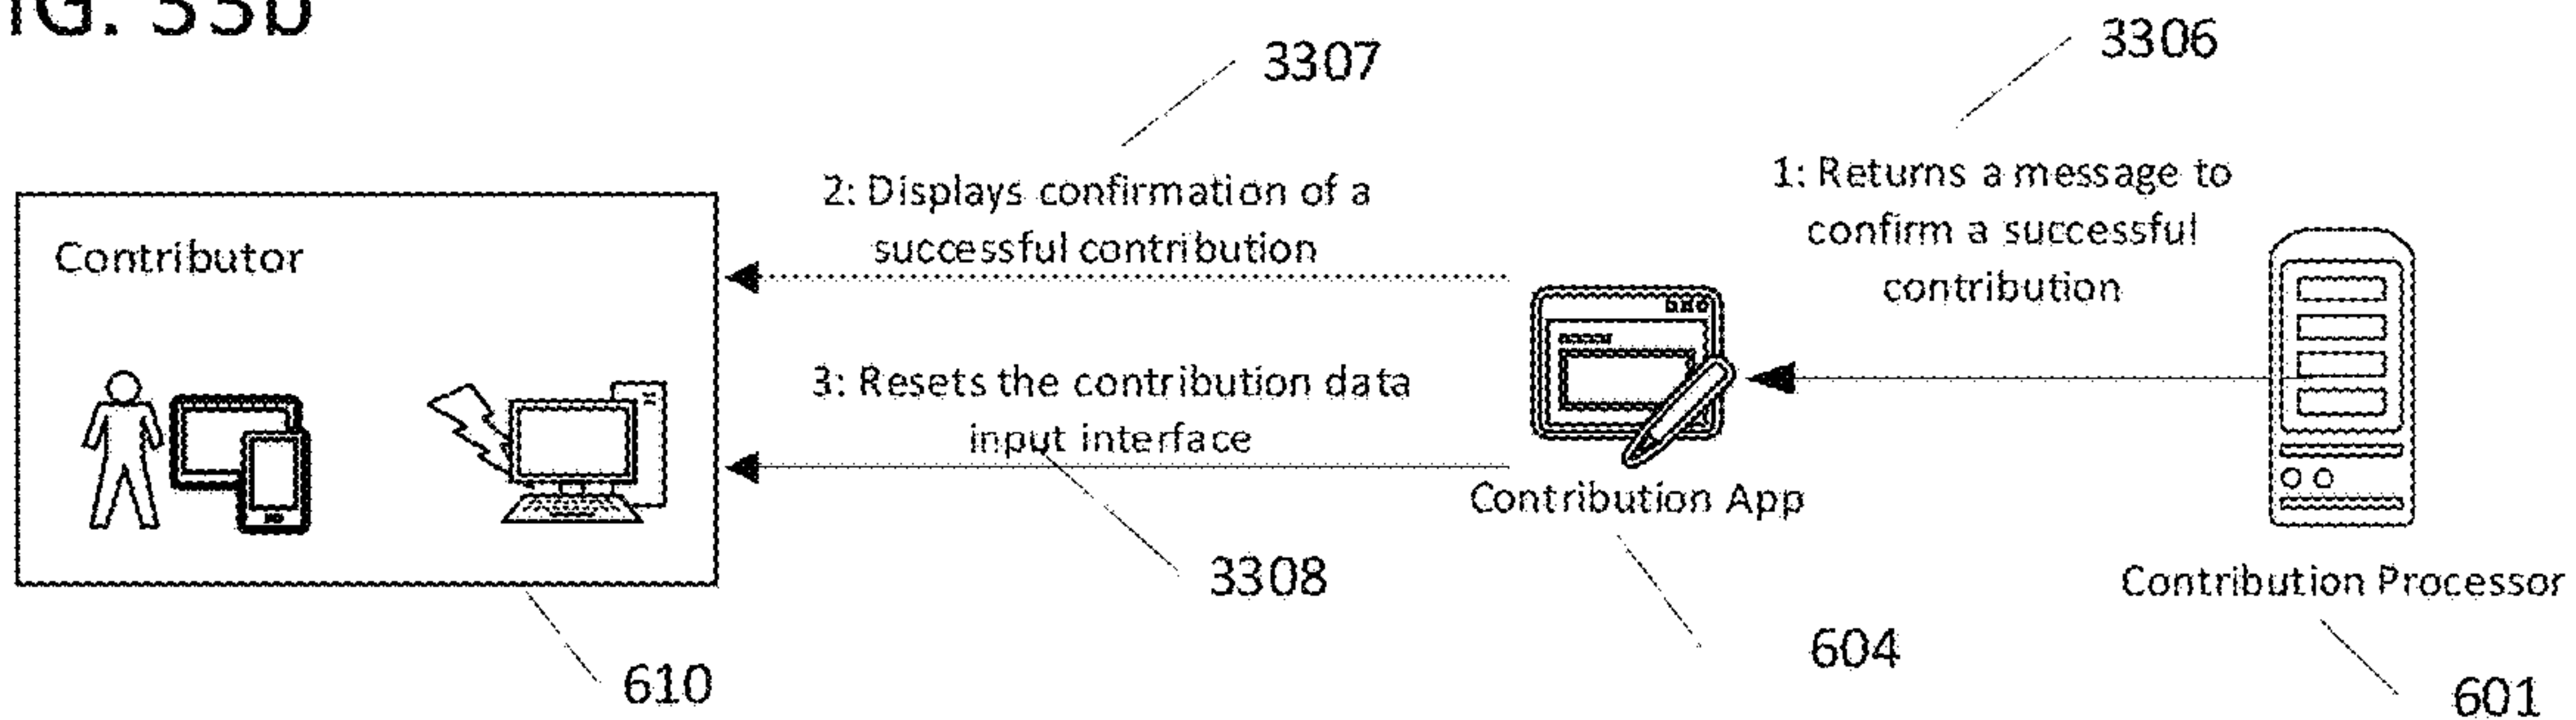 IG. 33b
3307
3306
2: Displays confirmation of a
successful contribution
1: Returns a message to
confirm a successful
contribution
Contributor
3: Resets the contribution data
input interface
Contribution App
3308
Contribution Processor
604
610
601